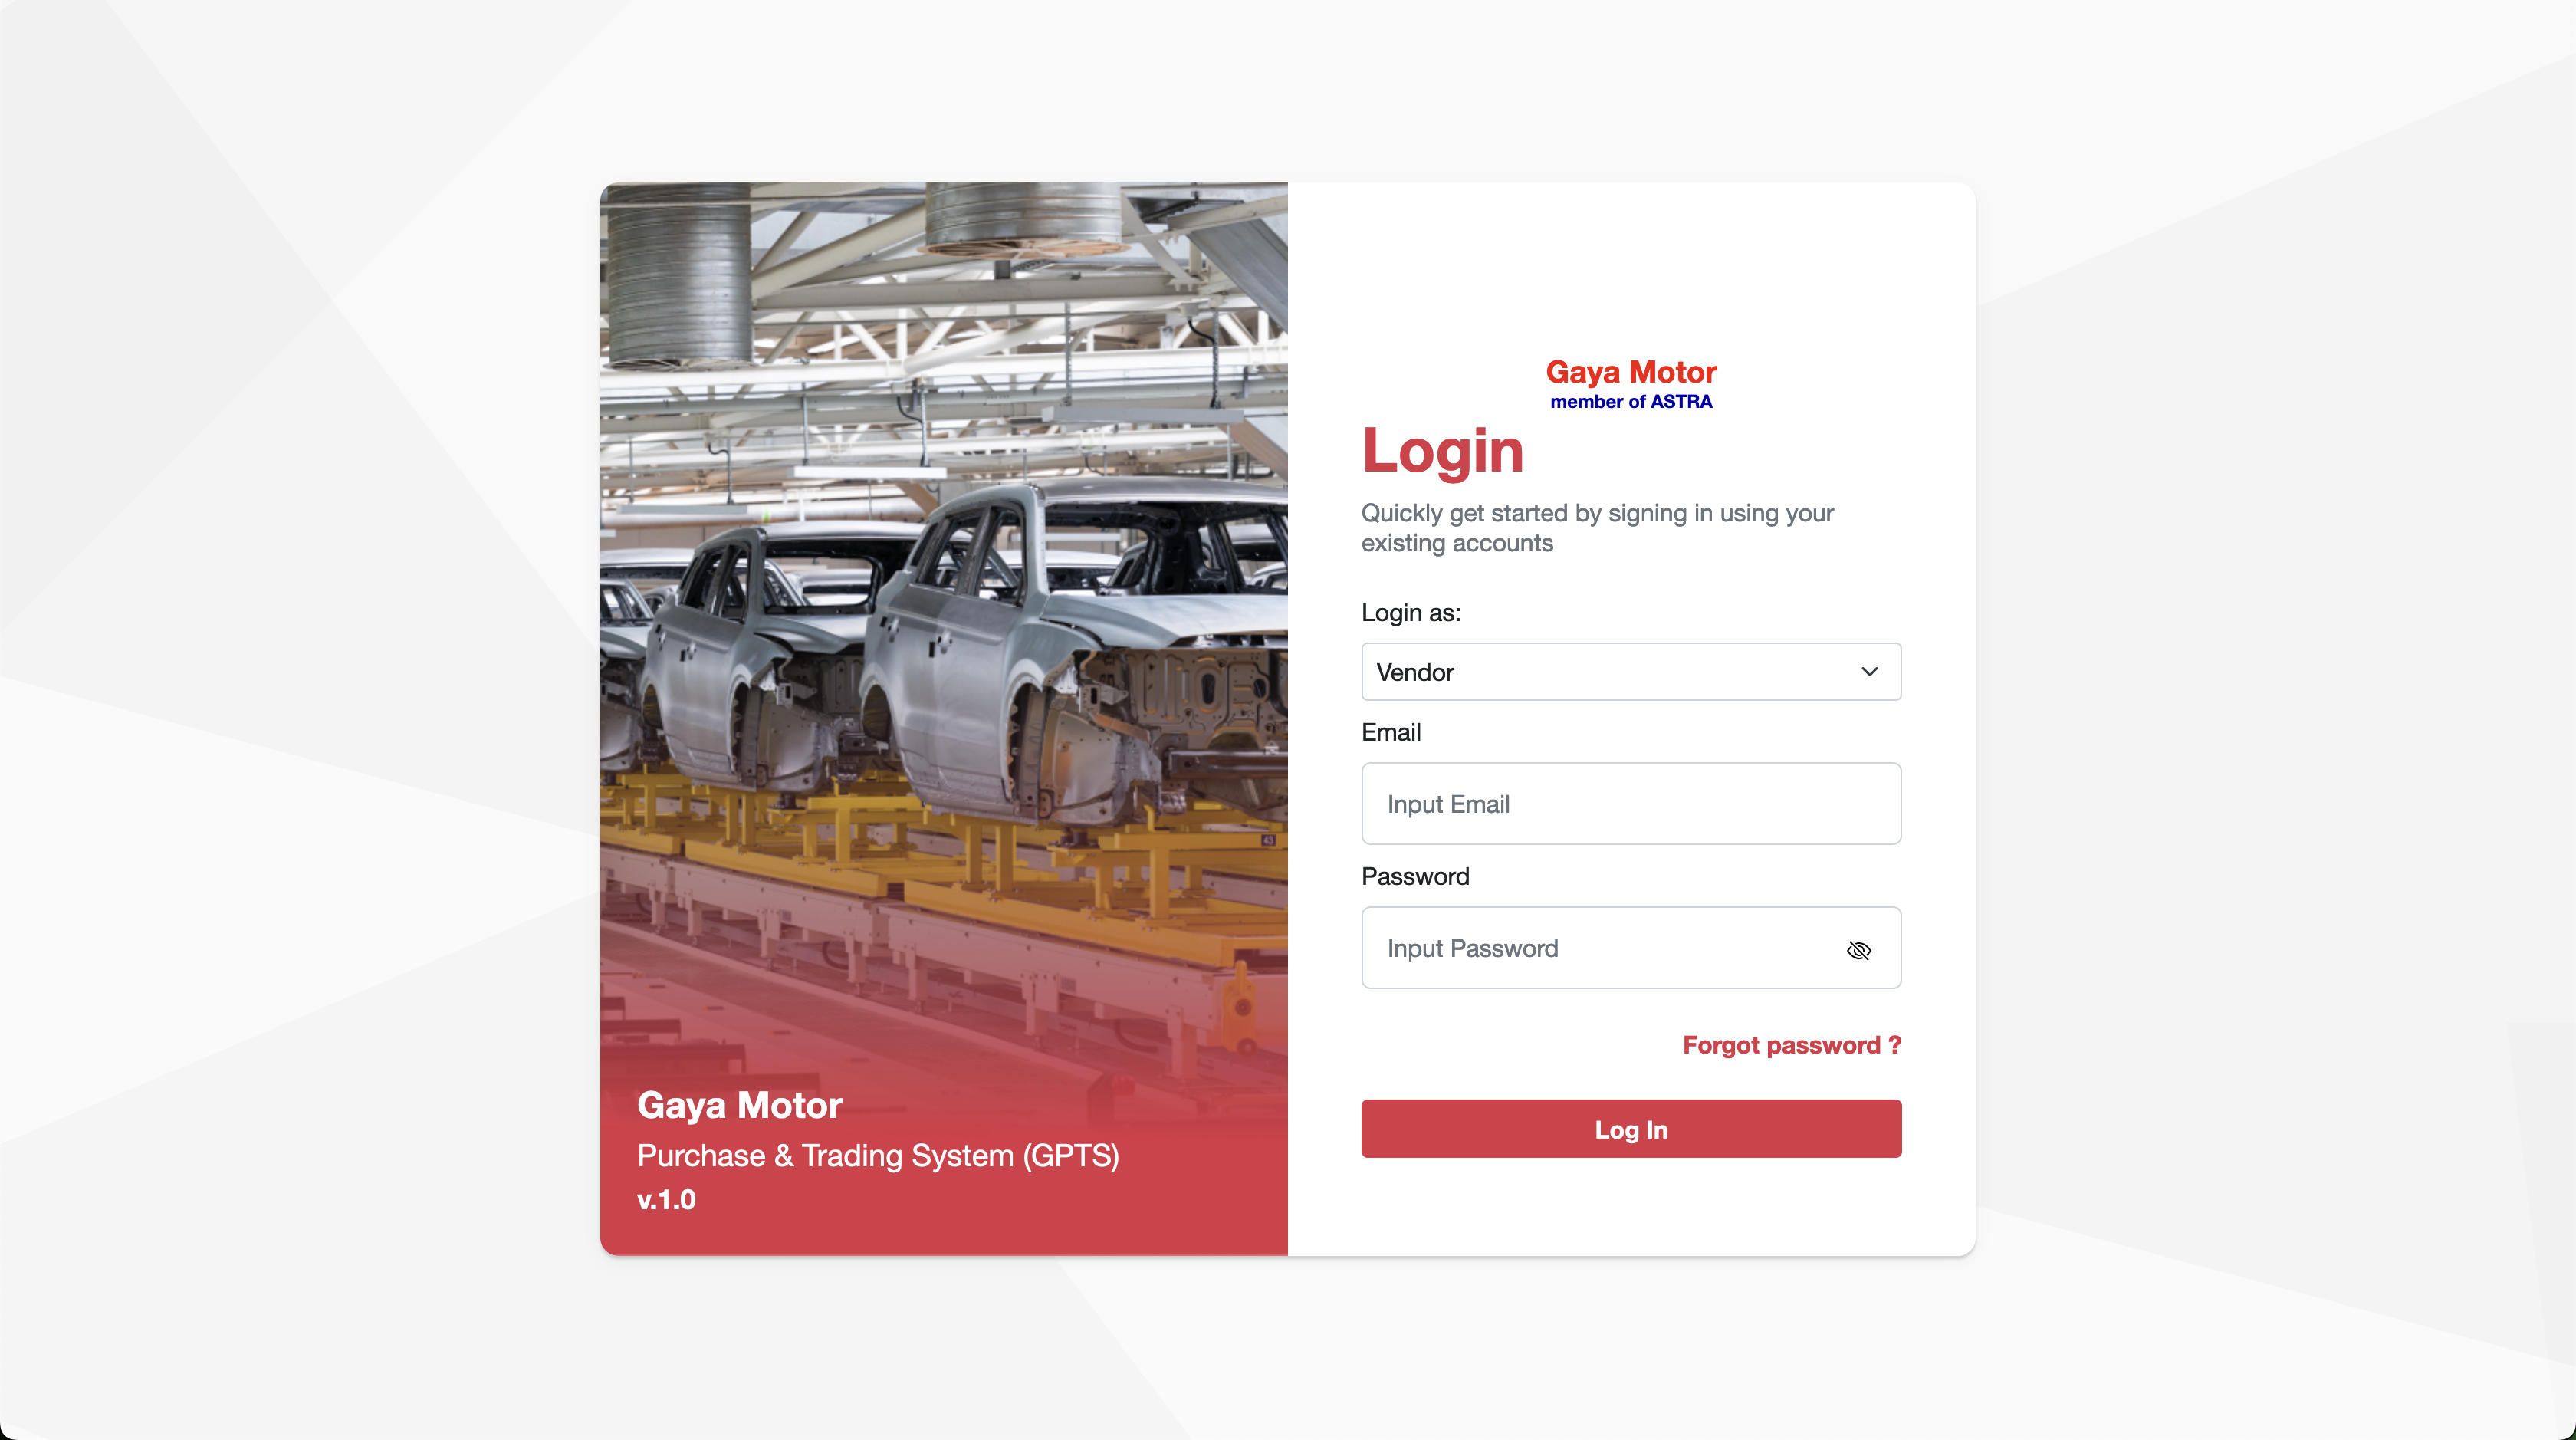 Gaya Motor
Purchase & Trading System (GPTS)
v.1.0
Gaya Motor
member of ASTRA
Login
Quickly get started by signing in using your
existing accounts
Login as:
Vendor
Email
Input Email
Password
Input Password
Forgot password ?
Log In